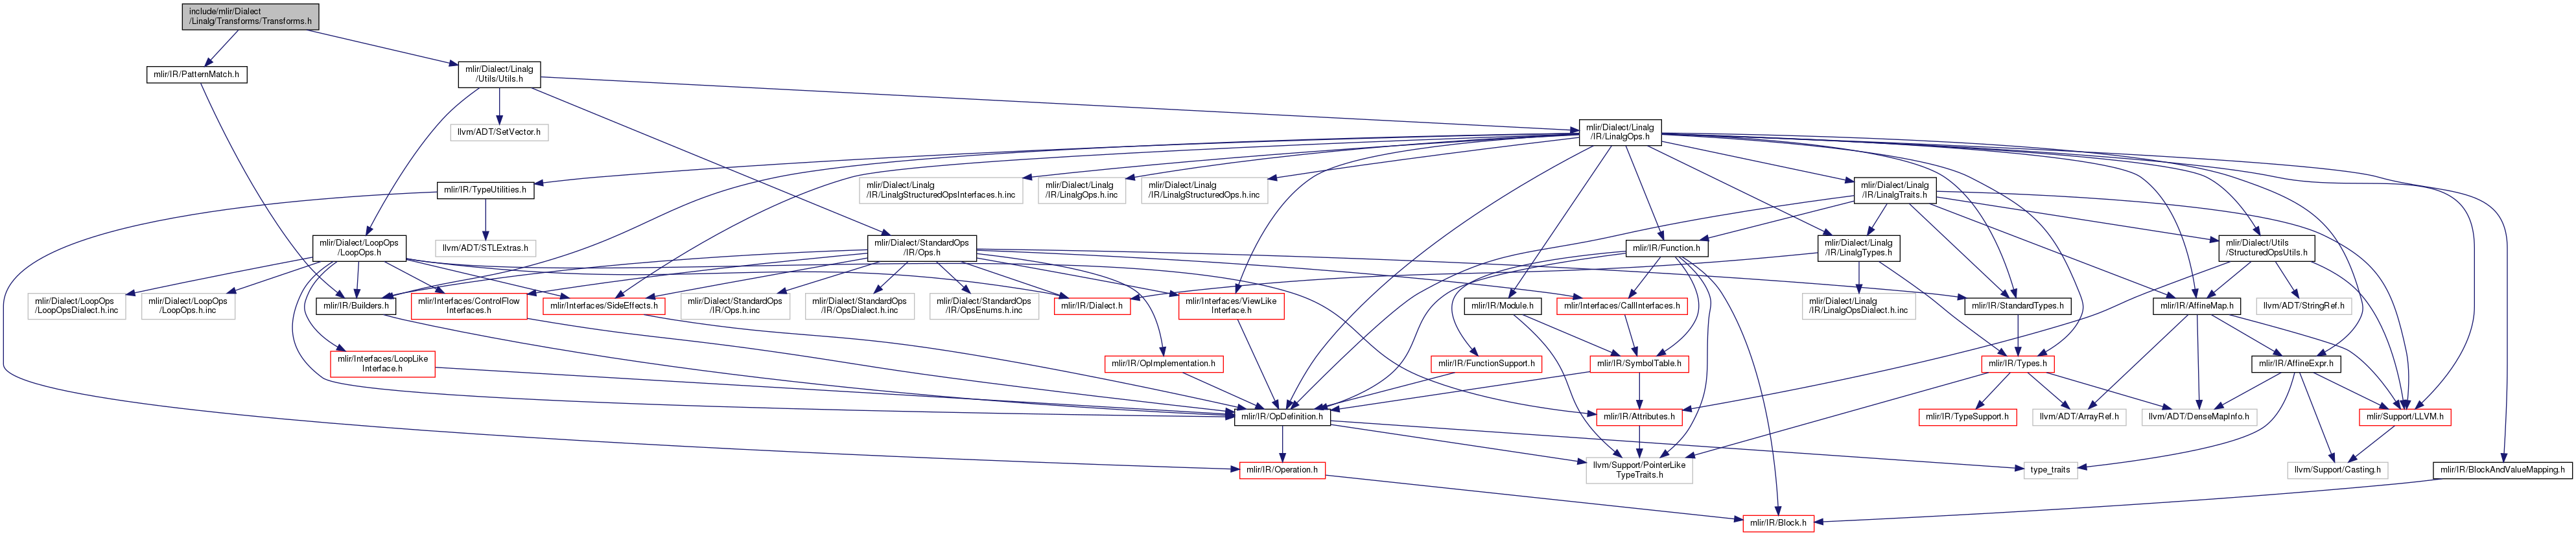 include/mlir/Dialect
/Linalg/Transforms/Transforms.h
mlir/IR/PatternMatch.h
mlir/Dialect/Linalg
/Utils/Utils.h
llvm/ADT/SetVector.h
mlir/Dialect/Linalg
/IR/LinalgOps.h
mlir/IR/TypeUtilities.h
mlir/Dialect/Linalg
/IR/LinalgStructuredOpsInterfaces.h.inc
mlir/Dialect/Linalg
/IR/LinalgOps.h.inc
mlir/Dialect/Linalg
/IR/LinalgStructuredOps.h.inc
mlir/Dialect/Linalg
/IR/LinalgTraits.h
mlir/Dialect/LoopOps
/LoopOps.h
llvm/ADT/STLExtras.h
mlir/Dialect/StandardOps
/IR/Ops.h
mlir/IR/Function.h
mlir/Dialect/Linalg
/IR/LinalgTypes.h
mlir/Dialect/Utils
/StructuredOpsUtils.h
mlir/Dialect/LoopOps
/LoopOpsDialect.h.inc
mlir/Dialect/LoopOps
/LoopOps.h.inc
mlir/IR/Builders.h
mlir/Interfaces/ControlFlow
Interfaces.h
mlir/Interfaces/SideEffects.h
mlir/Dialect/StandardOps
/IR/Ops.h.inc
mlir/Dialect/StandardOps
/IR/OpsDialect.h.inc
mlir/Dialect/StandardOps
/IR/OpsEnums.h.inc
mlir/IR/Dialect.h
mlir/Interfaces/ViewLike
Interface.h
mlir/IR/Module.h
mlir/Interfaces/CallInterfaces.h
mlir/Dialect/Linalg
/IR/LinalgOpsDialect.h.inc
mlir/IR/StandardTypes.h
mlir/IR/AffineMap.h
llvm/ADT/StringRef.h
mlir/Interfaces/LoopLike
Interface.h
mlir/IR/OpImplementation.h
mlir/IR/FunctionSupport.h
mlir/IR/SymbolTable.h
mlir/IR/Types.h
mlir/IR/AffineExpr.h
mlir/IR/OpDefinition.h
mlir/IR/Attributes.h
mlir/IR/TypeSupport.h
llvm/ADT/ArrayRef.h
llvm/ADT/DenseMapInfo.h
mlir/Support/LLVM.h
mlir/IR/Operation.h
llvm/Support/PointerLike
TypeTraits.h
type_traits
llvm/Support/Casting.h
mlir/IR/BlockAndValueMapping.h
mlir/IR/Block.h